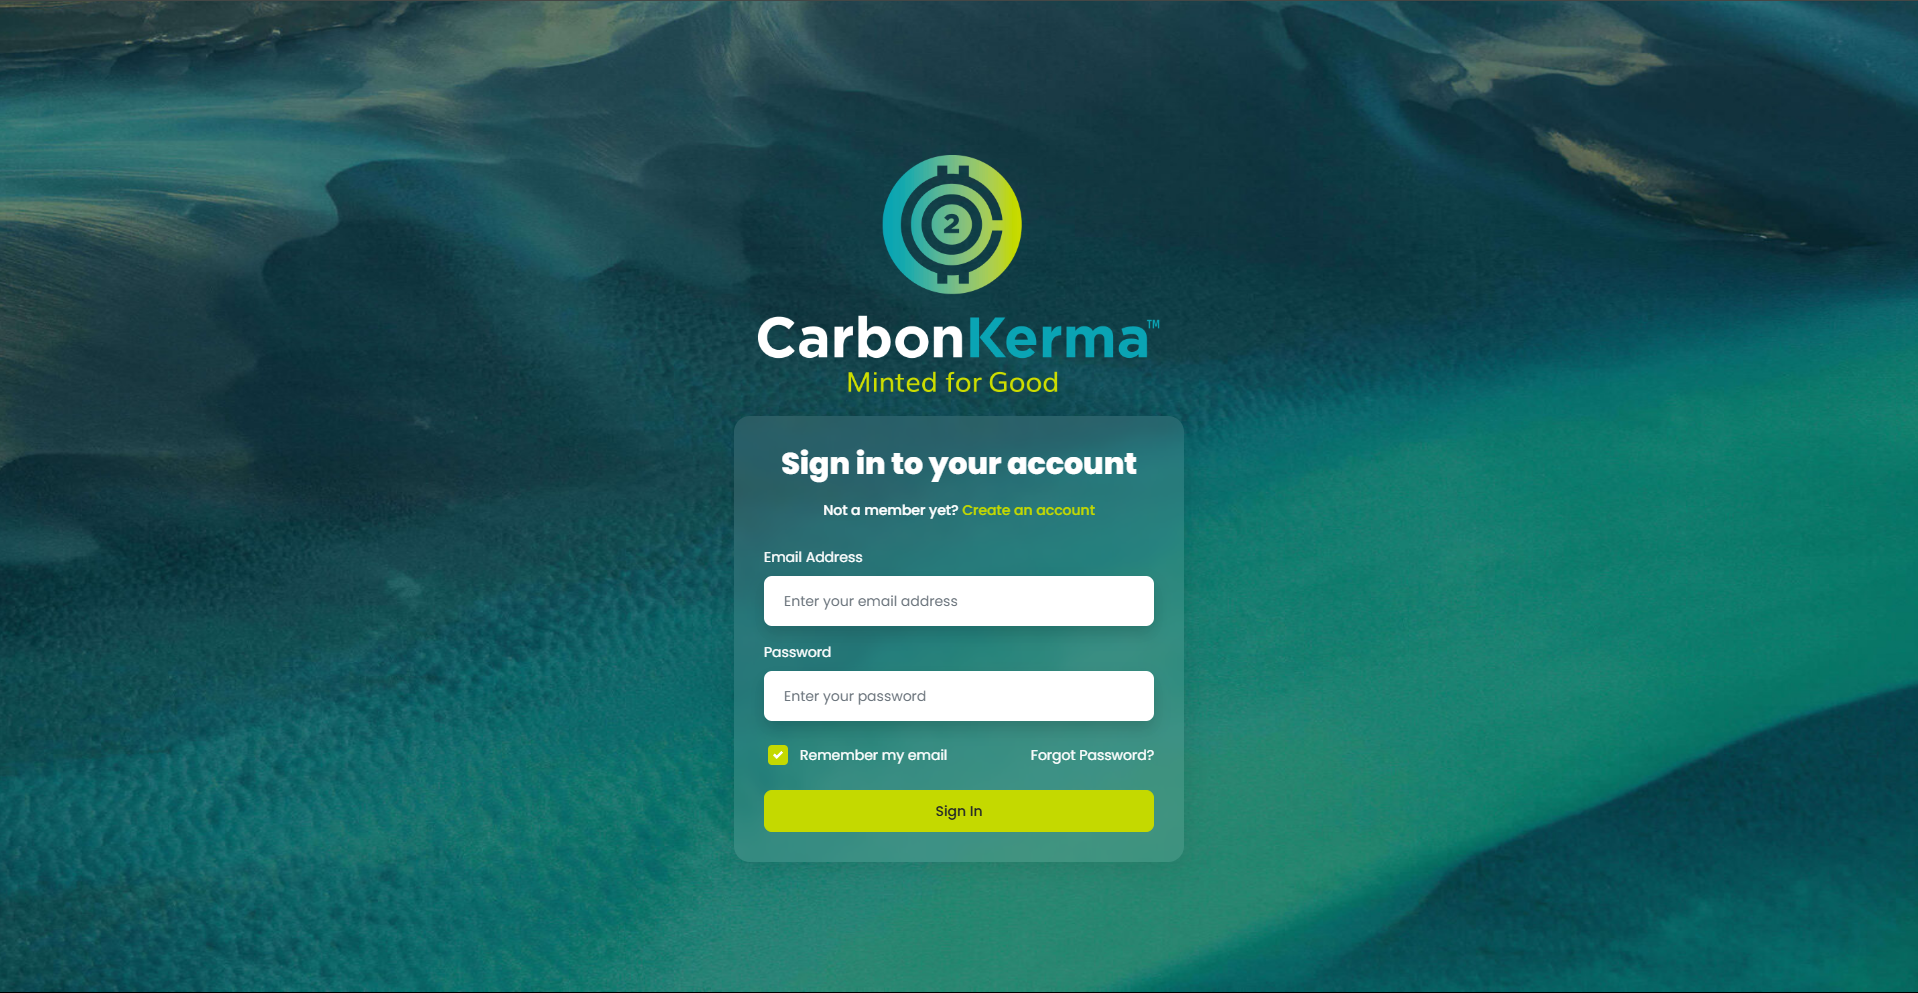 2
CarbonKerma™
Minted for Good
Sign in to your account
Not a member yet? Create an account
Email Address
Enter your email address
Password
Enter your password
Remember my email Forgot Password?
Sign In